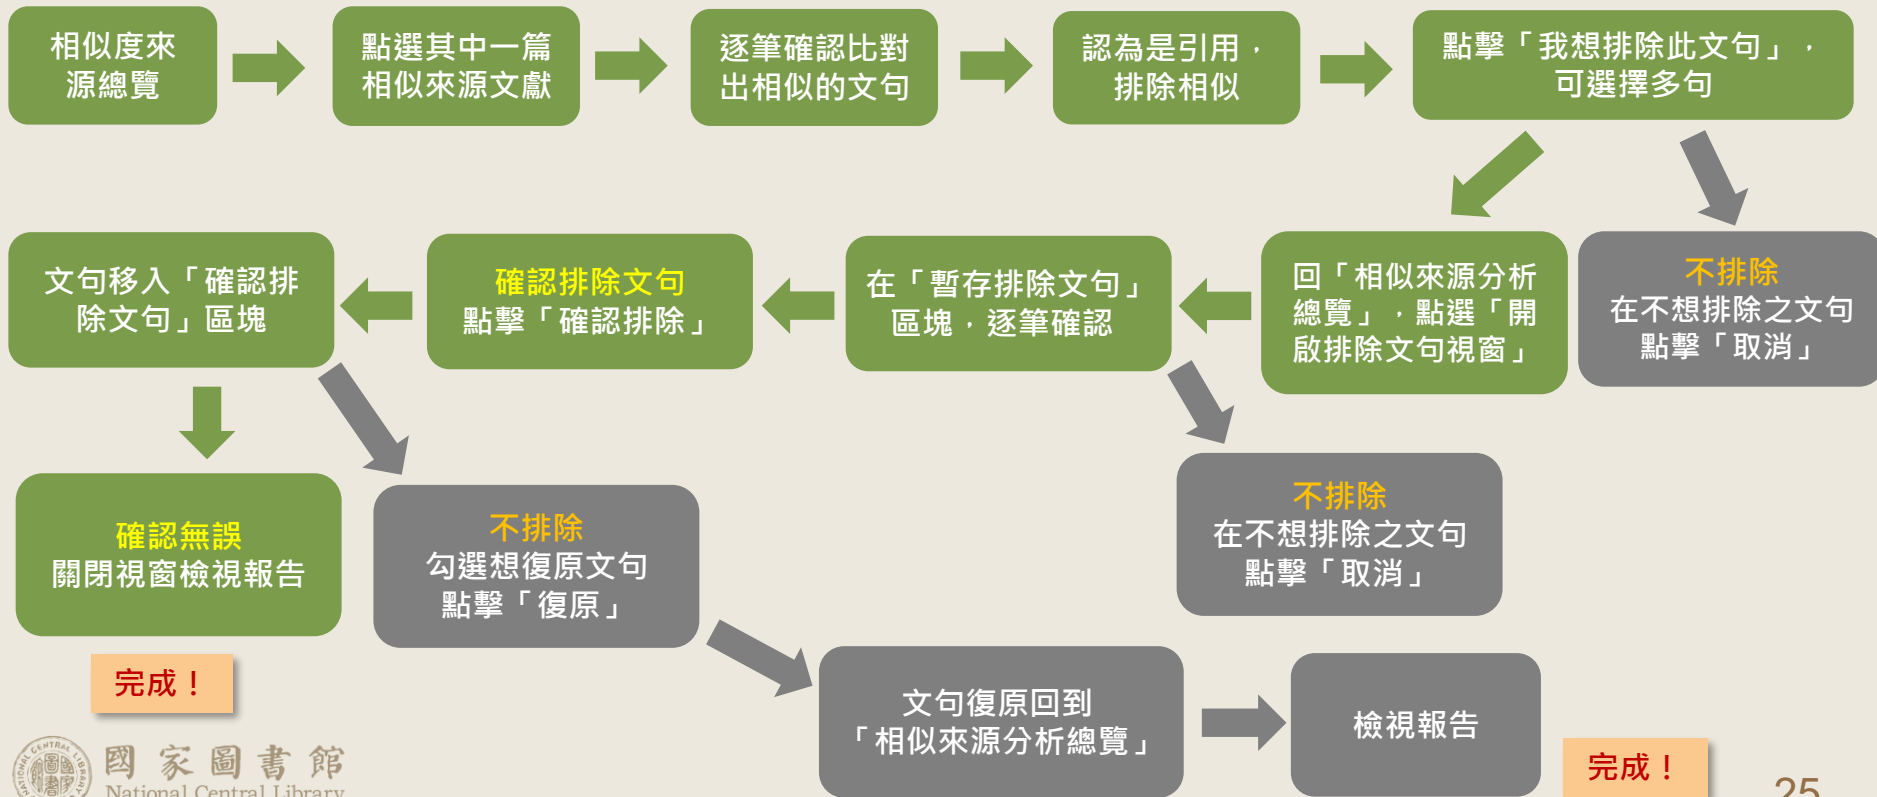 相似度來
源總覽
點選其中一篇
相似來源文獻
逐筆確認比對
出相似的文句
認為是引用，
排除相似
點擊「我想排除此文句」，
可選擇多句
文句移入「確認排
除文句」區塊
確認排除文句
點擊「確認排除」
在「暫存排除文句」
區塊，逐筆確認
回「相似來源分析
總覽」，點選「開
啟排除文句視窗」
不排除
在不想排除之文句
點擊「取消」
確認無誤
關閉視窗檢視報告
不排除
勾選想復原文句
點擊「復原」
不排除
在不想排除之文句
點擊「取消」
完成！
文句復原回到
「相似來源分析總覽」
檢視報告
完成！
國家圖書館
National Central Library
25